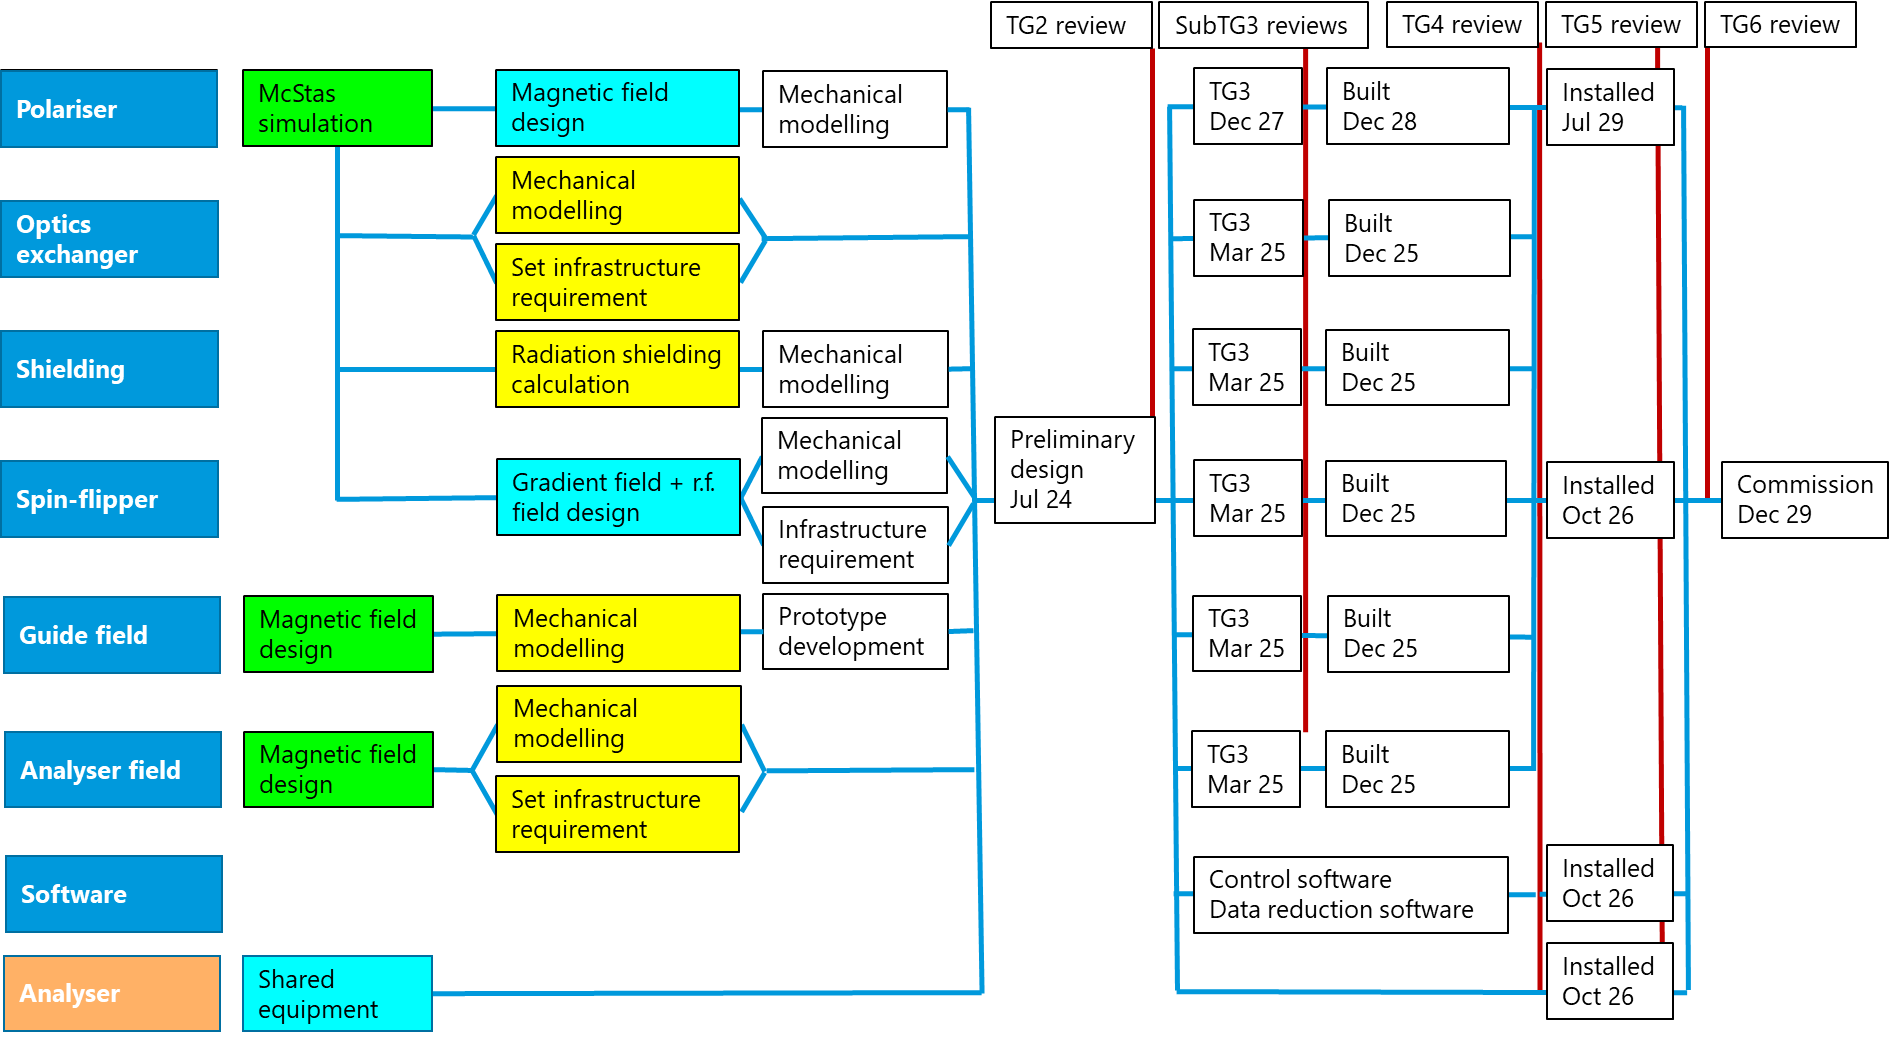 TG2 review
SubTG3 reviews
TG4 review
TG5 review
TG6 review
Polariser
McStas
simulation
Magnetic field
design
Mechanical
modelling
TG3
Dec 27
Built
Dec 28
Installed
Jul 29
Optics
exchanger
Mechanical
modelling
Set infrastructure
requirement
TG3
Mar 25
Built
Dec 25
Shielding
Radiation shielding
calculation
Mechanical
modelling
TG3
Mar 25
Built
Dec 25
Spin-flipper
Gradient field + r.f.
field design
Mechanical
modelling
Infrastructure
requirement
Preliminary
design
Jul 24
TG3
Mar 25
Built
Dec 25
Installed
Oct 26
Commission
Dec 29
Guide field
Magnetic field
design
Mechanical
modelling
Prototype
development
TG3
Mar 25
Built
Dec 25
Analyser field
Magnetic field
design
Mechanical
modelling
Set infrastructure
requirement
TG3
Mar 25
Built
Dec 25
Software
Control software
Data reduction software
Installed
Oct 26
Analyser
Shared
equipment
Installed
Oct 26